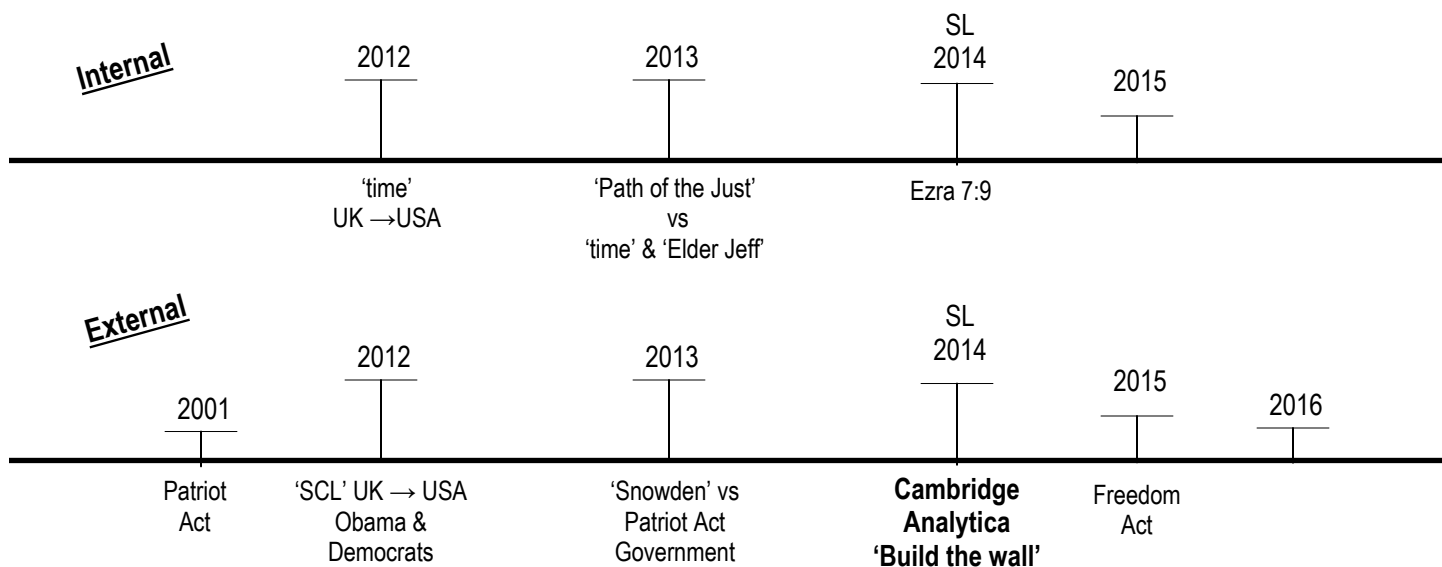 Internal
2012
2013
SL
2014
2015
‘time’
UK →USA
‘Path of the Just’
vs
‘time’ & ‘Elder Jeff’
Ezra 7:9
External
2001
2012
2013
SL
2014
2015
2016
Patriot
Act
‘SCL’ UK → USA
Obama &
Democrats
‘Snowden’ vs
Patriot Act
Government
Cambridge
Analytica
‘Build the wall’
Freedom
Act